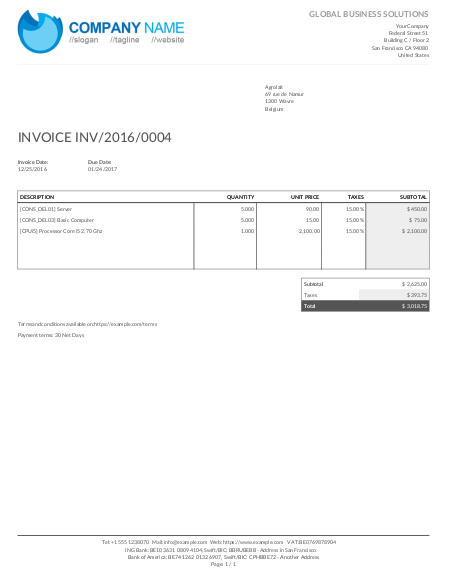 COMPANY NAME
//slogan //tagline //website
GLOBAL BUSINESS SOLUTIONS
YourCompany
Federal Street 51
Building C / Floor 2
San Francisco CA 94080
United States
Agrolait
69 rue de Namur
1300 Wavre
Belgium
INVOICE INV/2016/0004
Invoice Date: Due Date
12/25/2016 01/24/2017
DESCRIPTION QUANTITY UNIT PRICE TAXES SUBTOTAL
[CONS_DEL01] Server 5.000 90.00 15.00 % $ 450.00
[CONS_DEL03] Basic Computer 5.000 15.00 15.00 % $ 75.00
[CPUI5] Processor Core i5 2.70 Ghz 1.000 2,100.00 15.00 % $ 2,100.00
Subtotal $ 2,625.00
Taxes $ 393.75
Total $ 3,018.75
Terms and conditions available on https://example.com/terms
Payment terms: 30 Net Days
Tel: +1 555 1238070 Mail: info@example.com Web: https://www.example.com VAT: BE0769878904
ING Bank: BE10 3631 0809 4104, Swift/BIC: BBRUBEBB - Address in San Francisco
Bank of America: BE74 1262 0132 6907, Swift/BIC: CPHBBE72 - Another Address
Page: 1 / 1